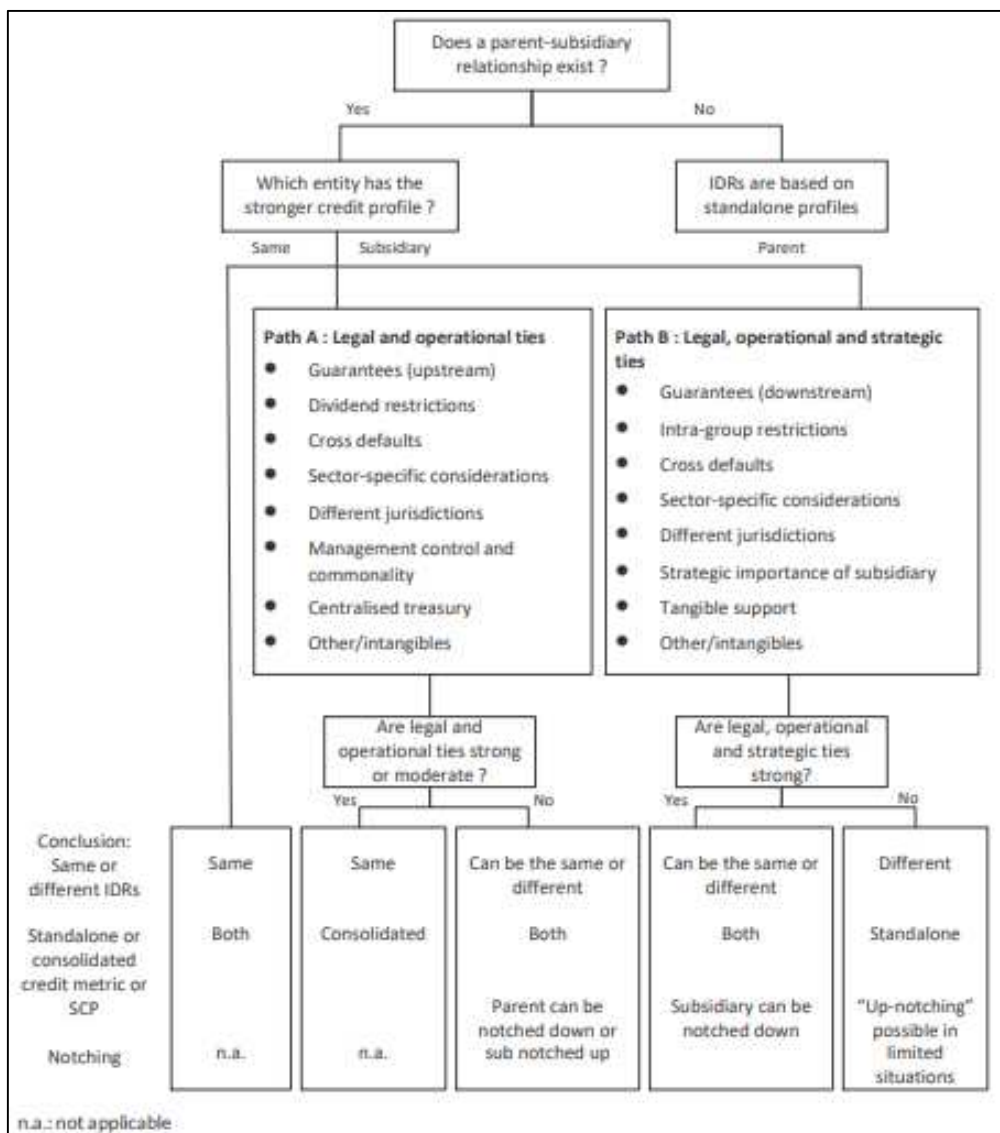 Does a parent-subsidiary
relationship exist ?
Yes
No
Which entity has the
stronger credit profile ?
IDRs are based on
standalone profiles
Same
Subsidiary
Parent
Path A : Legal and operational ties
● Guarantees (upstream)
● Dividend restrictions
● Cross defaults
● Sector-specific considerations
● Different jurisdictions
● Management control and
commonality
● Centralised treasury
● Other/intangibles
Path B : Legal, operational and strategic
ties
● Guarantees (downstream)
● Intra-group restrictions
● Cross defaults
● Sector-specific considerations
● Different jurisdictions
● Strategic importance of subsidiary
● Tangible support
● Other/intangibles
Are legal and
operational ties strong
or moderate ?
Are legal, operational
and strategic ties
strong?
Yes
No
Yes
No
Conclusion:
Same or
different IDRs
Same
Same
Can be the same or
different
Can be the same or
different
Different
Standalone or
consolidated
credit metric or
SCP
Both
Consolidated
Both
Both
Standalone
Notching
n.a.
n.a.
Parent can be
notched down or
sub notched up
Subsidiary can be
notched down
“Up-notching”
possible in
limited
situations
n.a.: not applicable